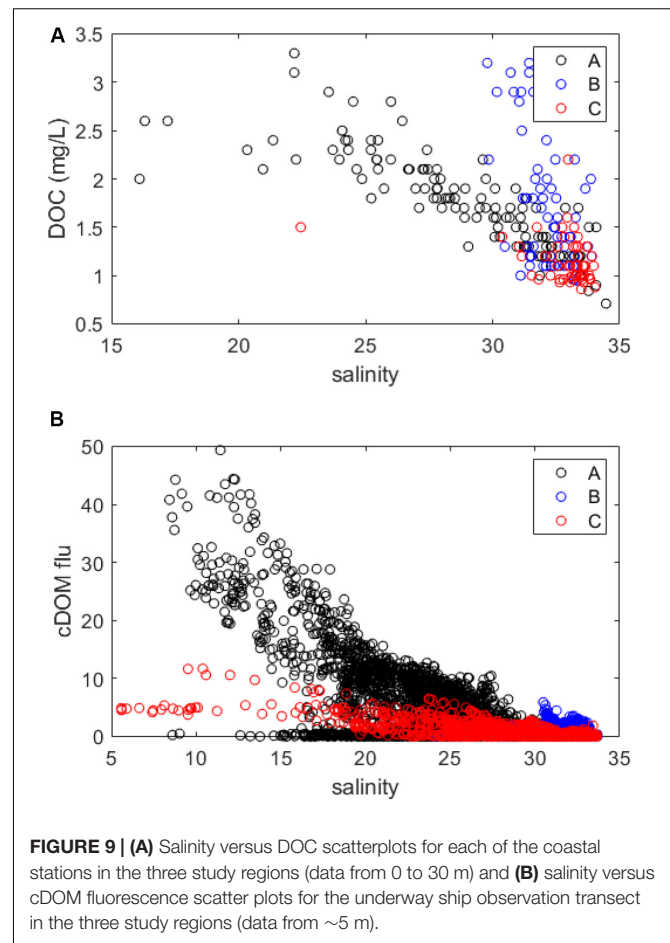 A
3.5
3
2.5
2
1.5
1
0.5
DOC (mg/L)
15 20 25 30 35
salinity
A
B
C
B
50
40
30
20
10
0
cDOM flu
5 10 15 20 25 30 35
salinity
A
B
C
FIGURE 9 | (A) Salinity versus DOC scatterplots for each of the coastal
stations in the three study regions (data from 0 to 30 m) and (B) salinity versus
cDOM fluorescence scatter plots for the underway ship observation transect
in the three study regions (data from ∼5 m).